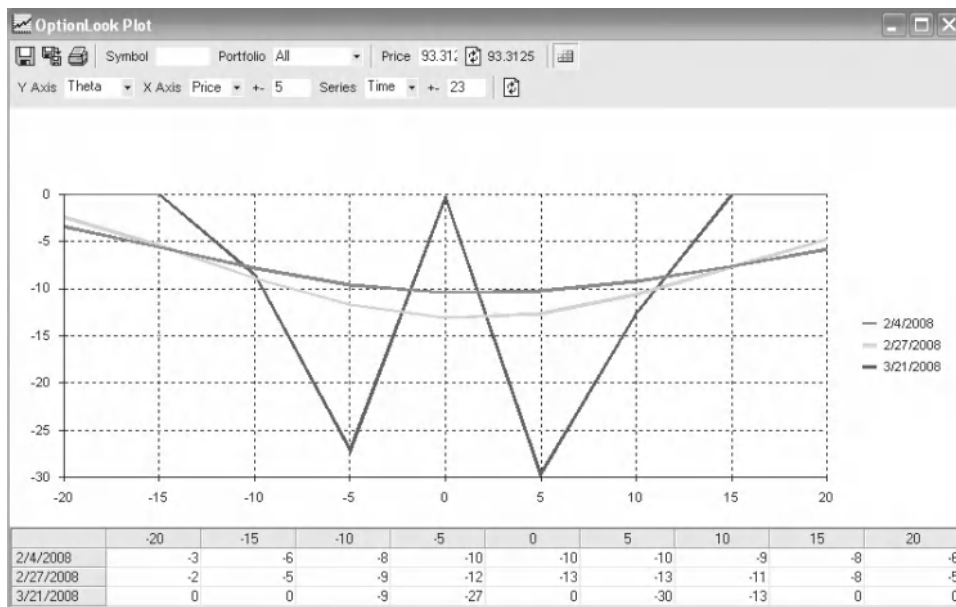 OptionLook Plot
Symbol Portfolio All Price 93.312 93.3125
Y Axis Theta X Axis Price +- 5 Series Time +- 23
0
-5
-10
-15
-20
-25
-30
-20 -15 -10 -5 0 5 10 15 20
2/4/2008
2/27/2008
3/21/2008
-20 -15 -10 -5 0 5 10 15 20
2/4/2008 -3 -6 -8 -10 -10 -10 -9 -8 -6
2/27/2008 -2 -5 -9 -12 -13 -13 -11 -8 -5
3/21/2008 0 0 -9 -27 0 -30 -13 0 0